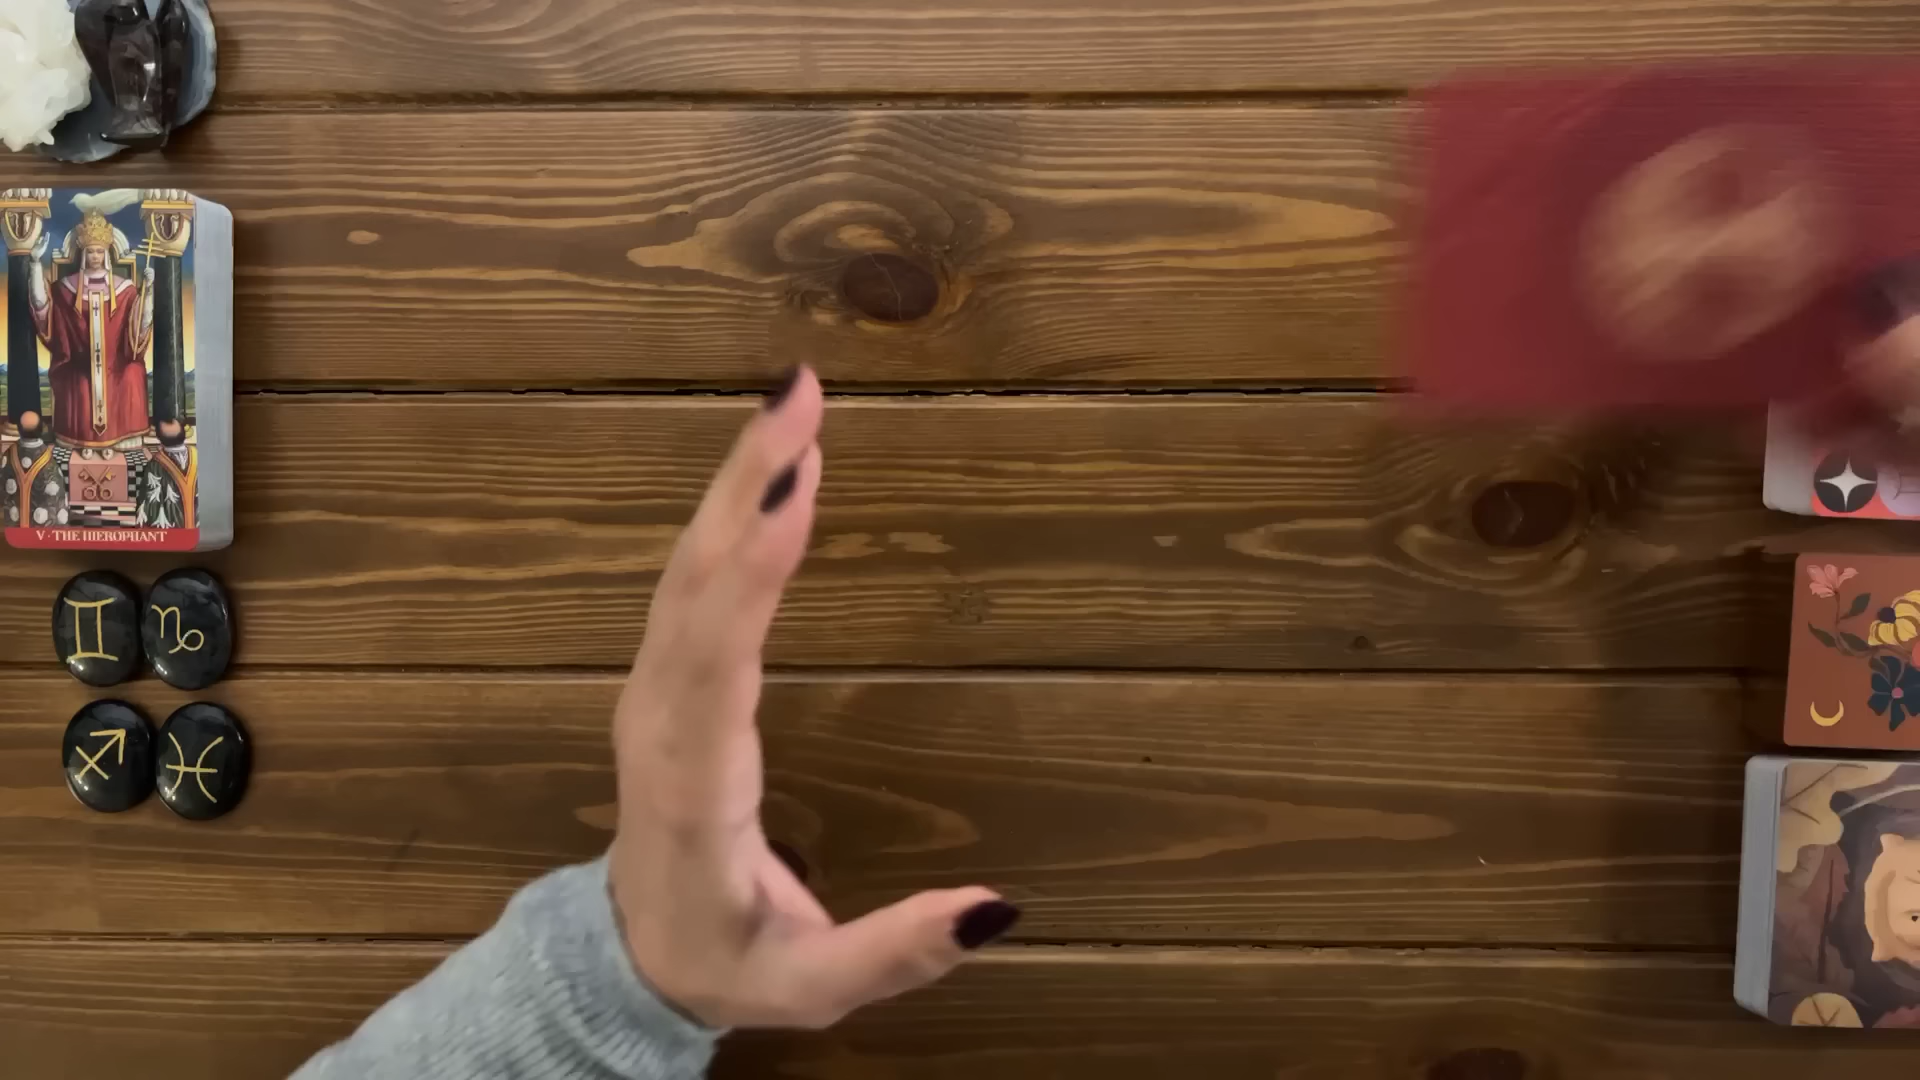 V · THE HIEROPHANT
♊ ♑
♐ ♓